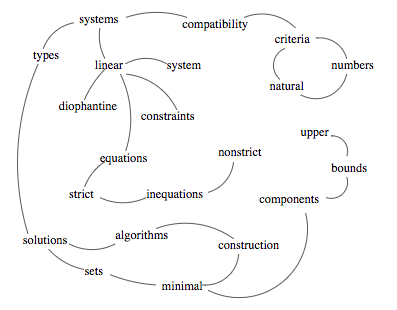 systems
compatibility
criteria
types
linear
system
numbers
natural
diophantine
constraints
upper
equations
nonstrict
bounds
strict
inequations
components
solutions
algorithms
construction
sets
minimal